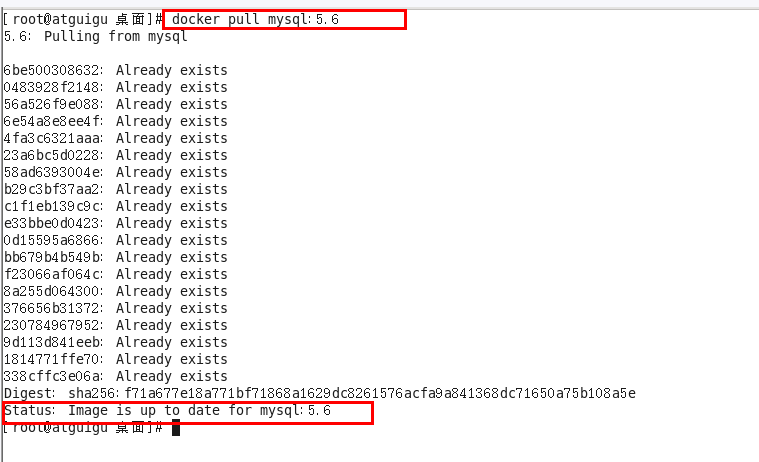 [root@atguigu 桌面]# docker pull mysql:5.6
5.6: Pulling from mysql
6be500308632: Already exists
0483928f2148: Already exists
56a526f9e088: Already exists
6e54a8e8ee4f: Already exists
4fa3c6321aaa: Already exists
23a6bc5d0228: Already exists
58ad6393004e: Already exists
b29c3bf37aa2: Already exists
c1f1eb139c9c: Already exists
e33bbe0d0423: Already exists
0d15595a6866: Already exists
bb679b4b549b: Already exists
f23066af064c: Already exists
8a255d064300: Already exists
376656b31372: Already exists
230784967952: Already exists
9d113d841eeb: Already exists
1814771ffe70: Already exists
338cffc3e06a: Already exists
Digest: sha256:f71a677e18a771bf71868a1629dc8261576acfa9a841368dc71650a75b108a5e
Status: Image is up to date for mysql:5.6
[root@atguigu 桌面]#